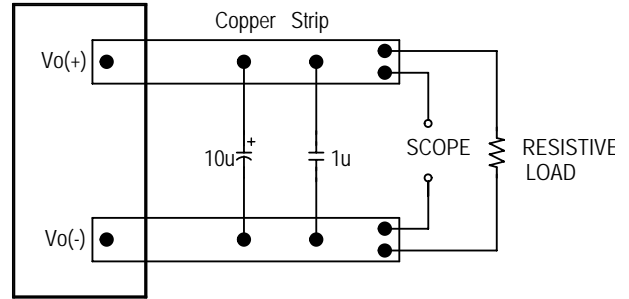 Copper Strip
Vo(+)
10u
+
1u
SCOPE
RESISTIVE
LOAD
Vo(-)